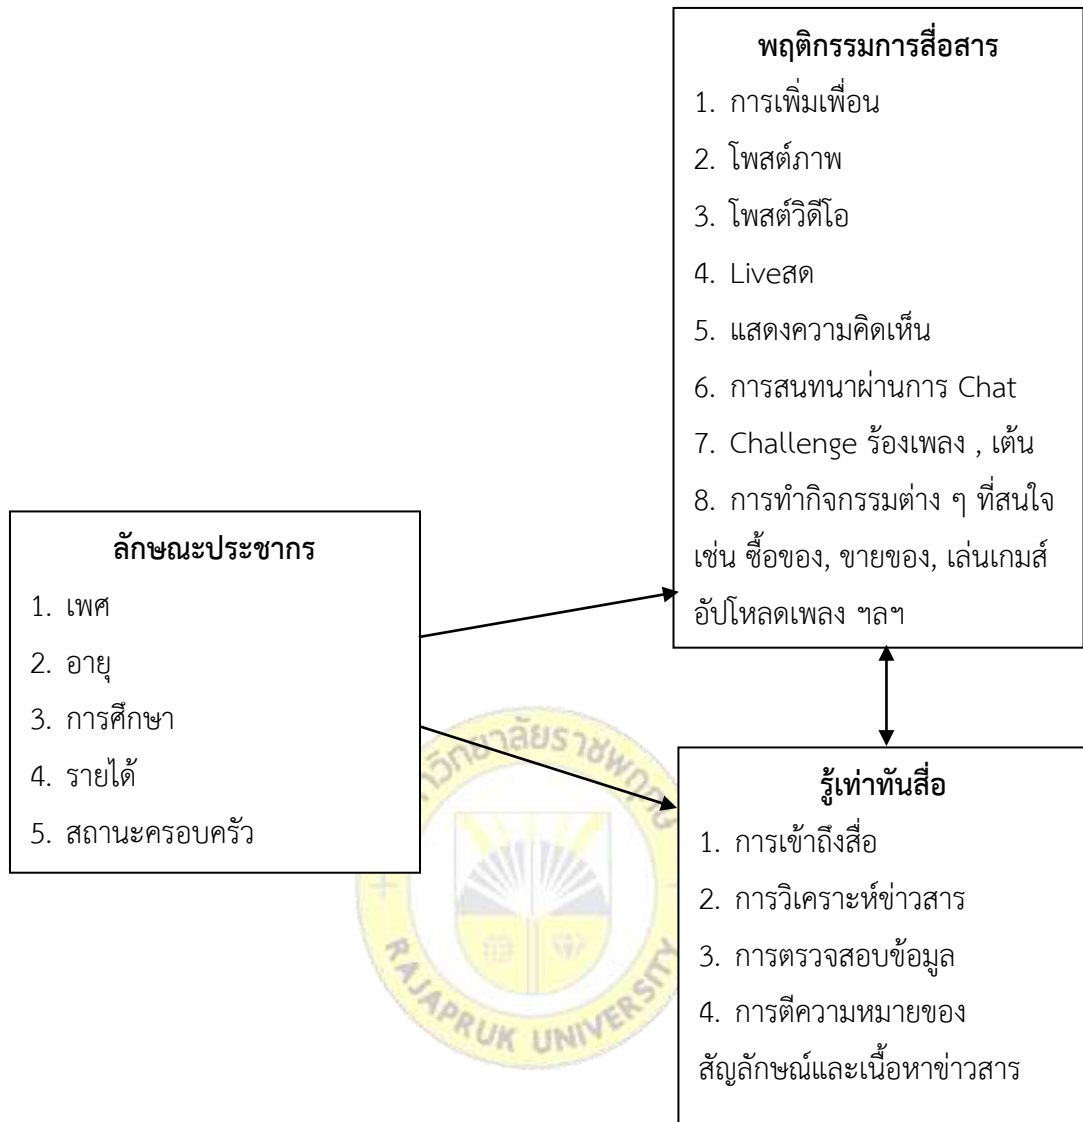 พฤติกรรมการสื่อสาร
1. การเพิ่มเพื่อน
2. โพสต์ภาพ
3. โพสต์วิดีโอ
4. Liveสด
5. แสดงความคิดเห็น
6. การสนทนาผ่านการ Chat
7. Challenge ร้องเพลง , เต้น
8. การทำกิจกรรมต่าง ๆ ที่สนใจ
เช่น ซื้อของ, ขายของ, เล่นเกมส์
อัปโหลดเพลง ฯลฯ
ลักษณะประชากร
1. เพศ
2. อายุ
3. การศึกษา
4. รายได้
5. สถานะครอบครัว
รู้เท่าทันสื่อ
1. การเข้าถึงสื่อ
2. การวิเคราะห์ข่าวสาร
3. การตรวจสอบข้อมูล
4. การตีความหมายของ
สัญลักษณ์และเนื้อหาข่าวสาร
RAJAPRUK UNIVERSITY